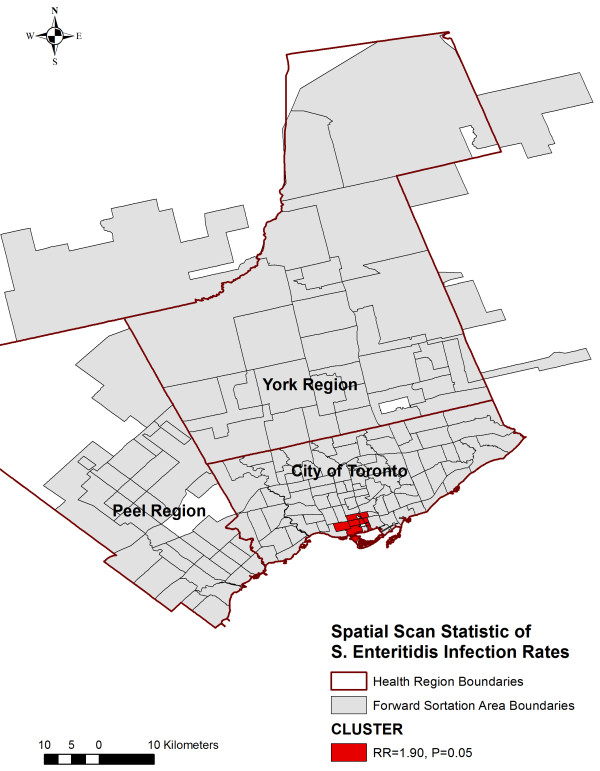 N
W E
S
York Region
City of Toronto
Peel Region
Spatial Scan Statistic of
S. Enteritidis Infection Rates
Health Region Boundaries
Forward Sortation Area Boundaries
CLUSTER
RR=1.90, P=0.05
10 5 0 10 Kilometers